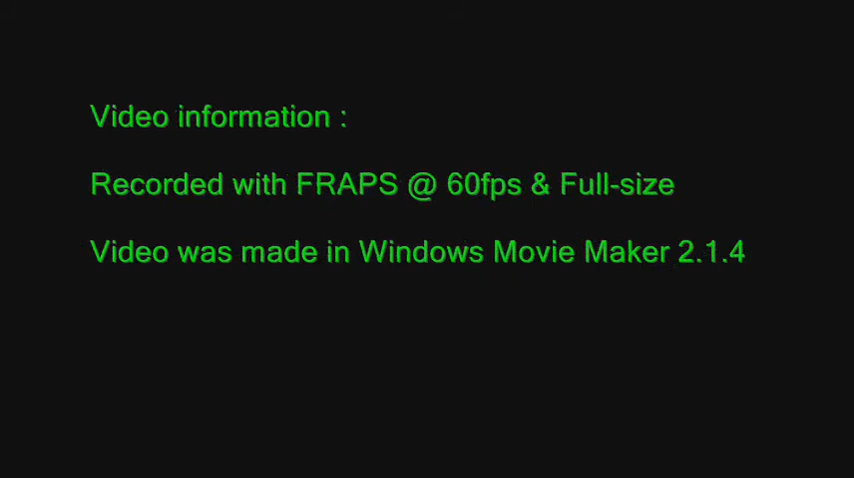 Video information :
Recorded with FRAPS @ 60fps & Full-size
Video was made in Windows Movie Maker 2.1.4